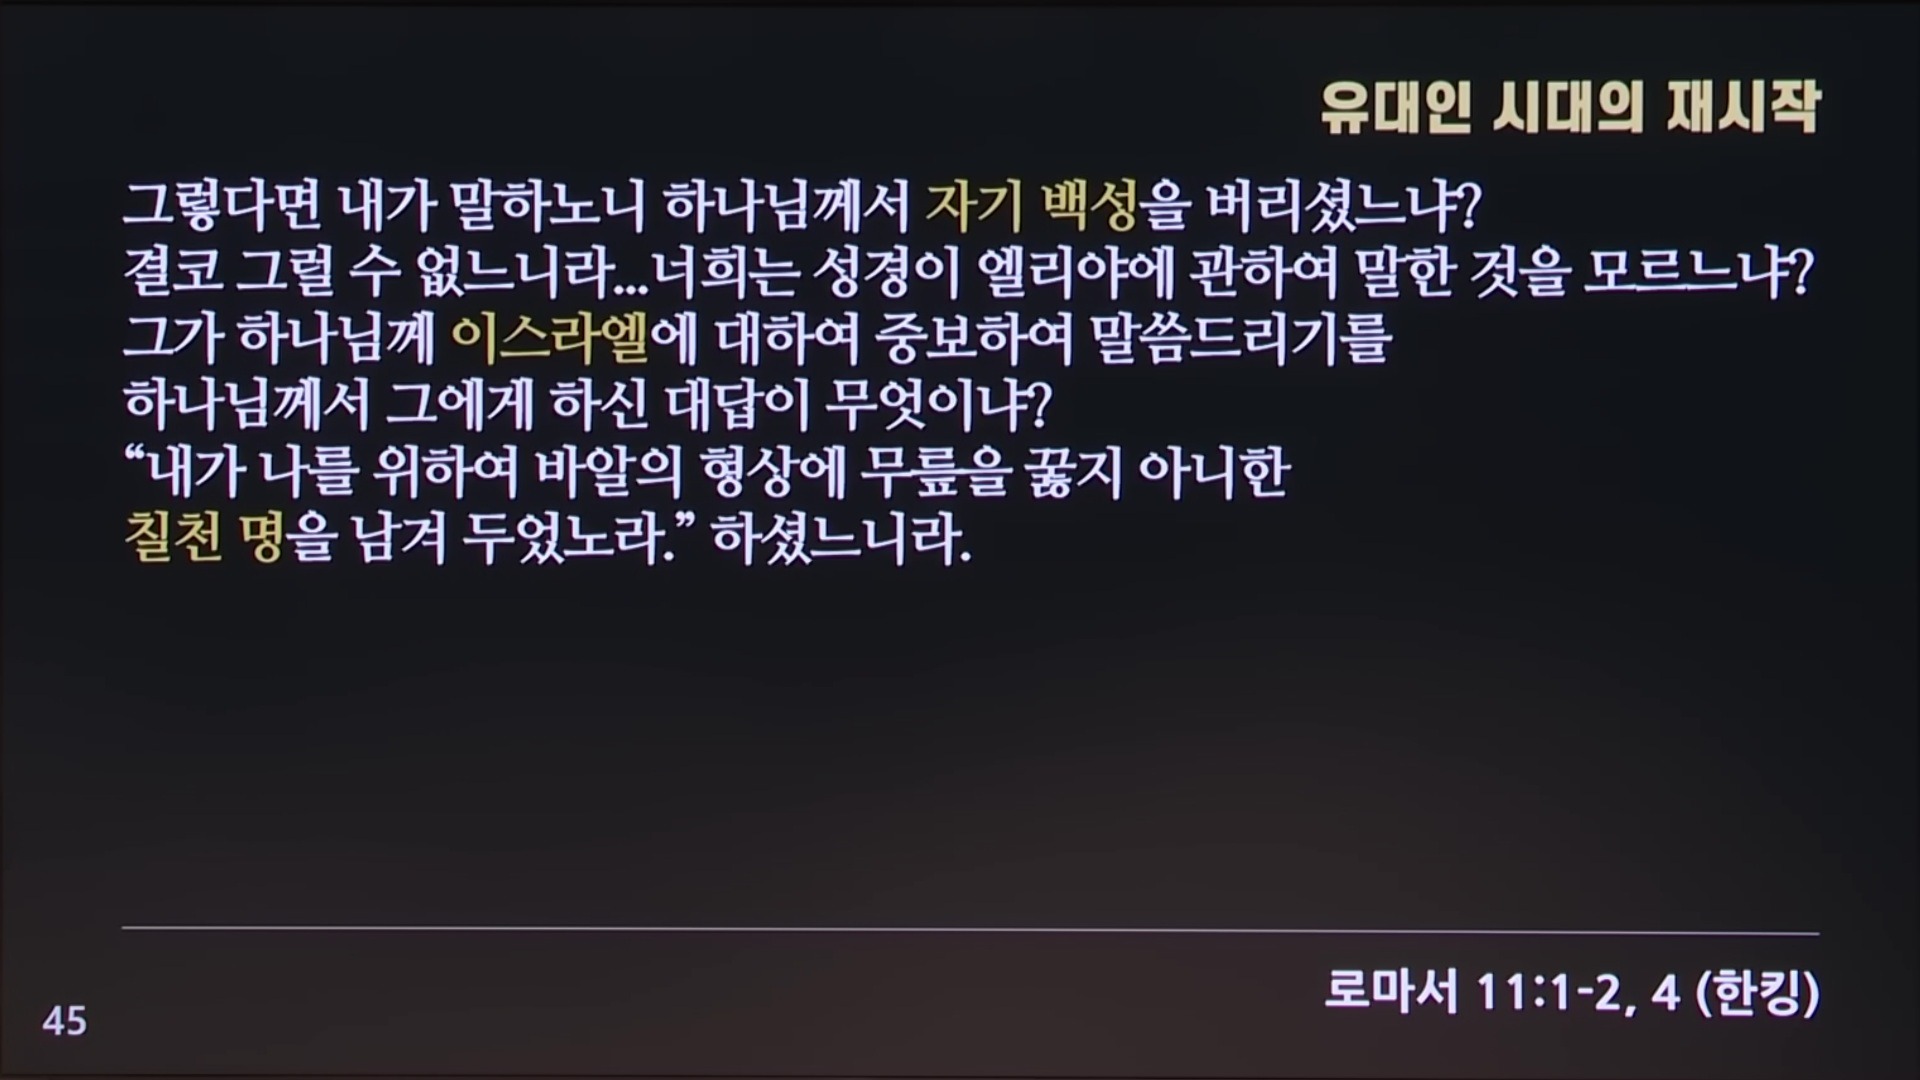 유대인 시대의 재시작
그렇다면 내가 말하노니 하나님께서 자기 백성을 버리셨느냐?
결코 그럴 수 없느니라...너희는 성경이 엘리야에 관하여 말한 것을 모르느냐?
그가 하나님께 이스라엘에 대하여 중보하여 말씀드리기를
하나님께서 그에게 하신 대답이 무엇이냐?
“내가 나를 위하여 바알의 형상에 무릎을 꿇지 아니한
칠천 명을 남겨 두었노라.” 하셨느니라.
로마서 11:1-2, 4 (한킹)
45